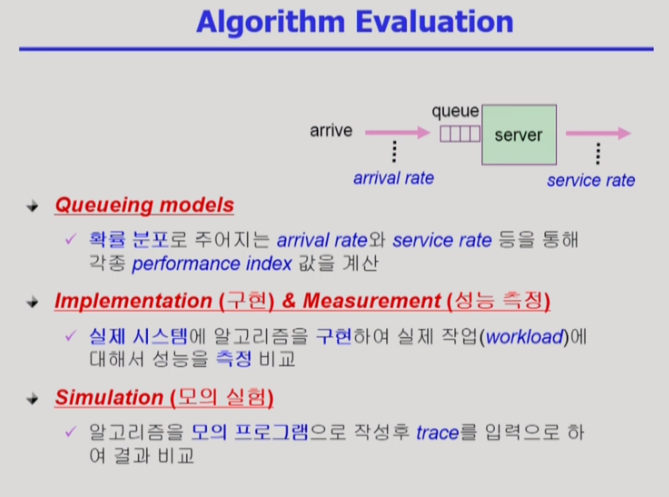 Algorithm Evaluation
queue
arrive
server
arrival rate
service rate
Queueing models
확률 분포로 주어지는 arrival rate와 service rate 등을 통해
각종 performance index 값을 계산
Implementation (구현) & Measurement (성능 측정)
실제 시스템에 알고리즘을 구현하여 실제 작업(workload)에
대해서 성능을 측정 비교
Simulation (모의 실험)
알고리즘을 모의 프로그램으로 작성후 trace를 입력으로 하
여 결과 비교